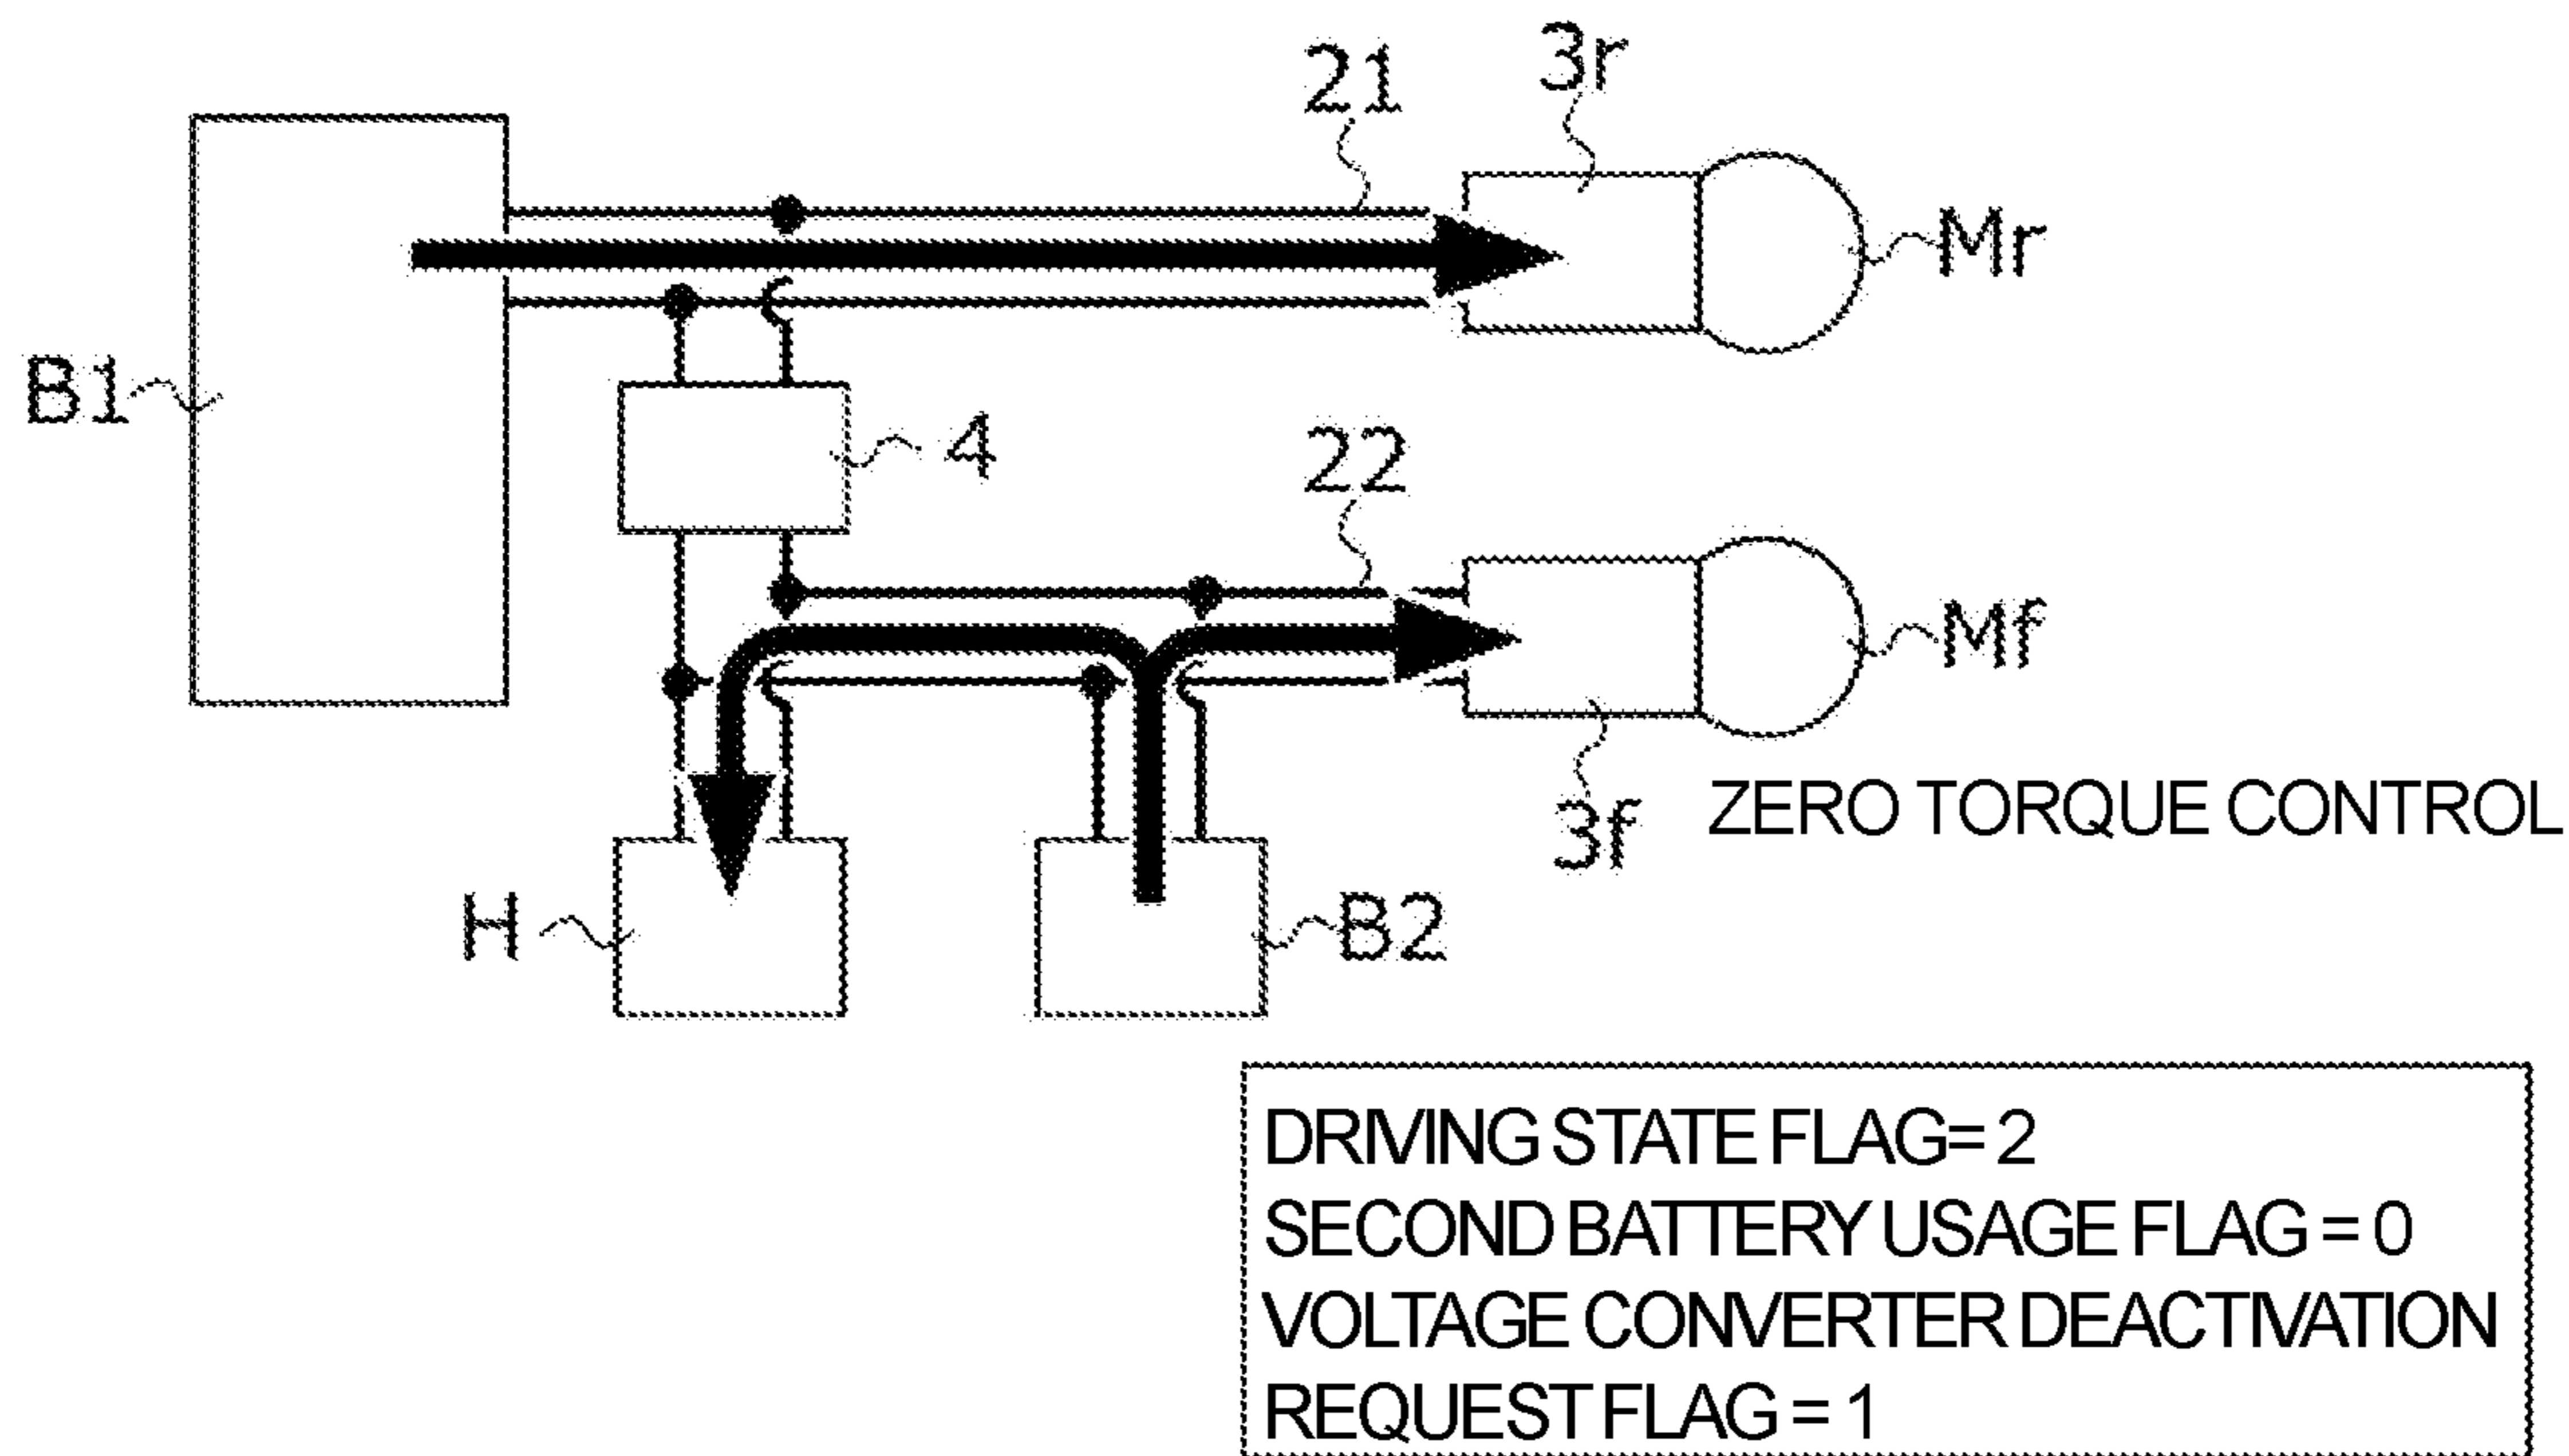 21
3r
Mr
B1
4
22
Mf
3f
ZERO TORQUE CONTROL
H
B2
DRIVING STATE FLAG= 2
SECOND BATTERY USAGE FLAG = 0
VOLTAGE CONVERTER DEACTIVATION
REQUEST FLAG = 1